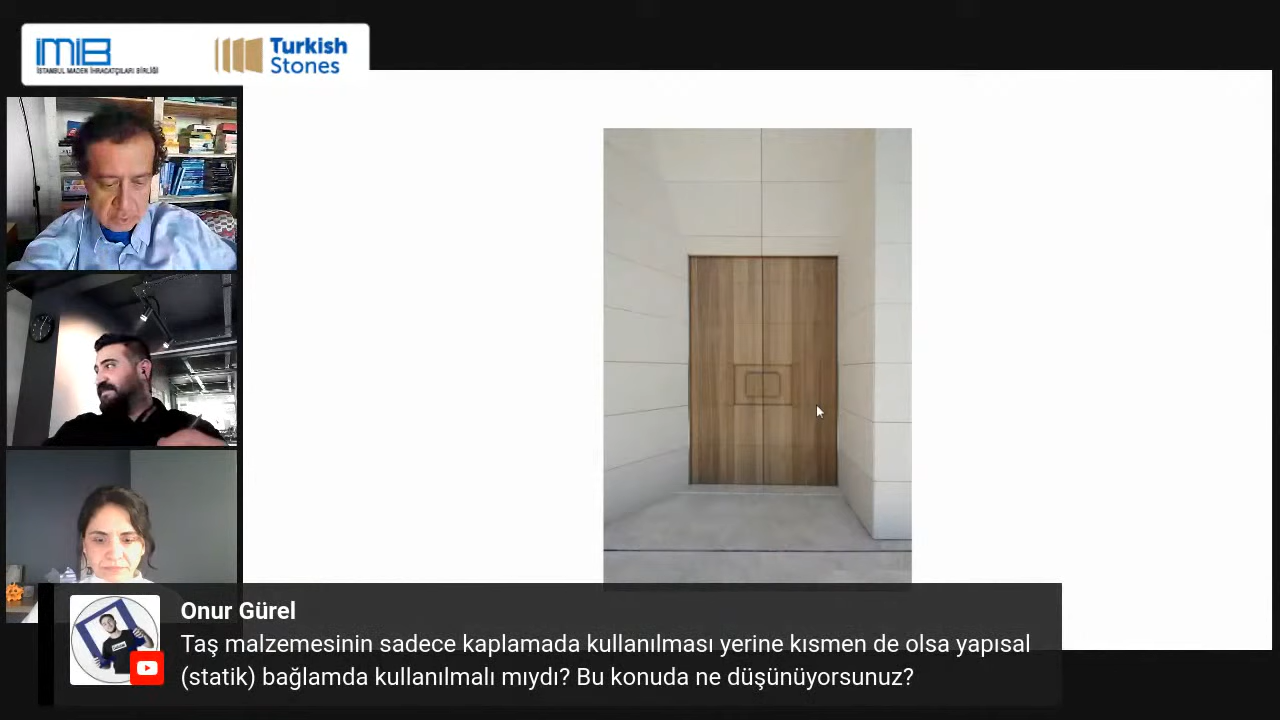 imiB
İSTANBUL MADEN İHRACATÇILARI BİRLİĞİ
Turkish
Stones
Onur Gürel
Taş malzemesinin sadece kaplamada kullanılması yerine kısmen de olsa yapısal
(statik) bağlamda kullanılmalı mıydı? Bu konuda ne düşünüyorsunuz?